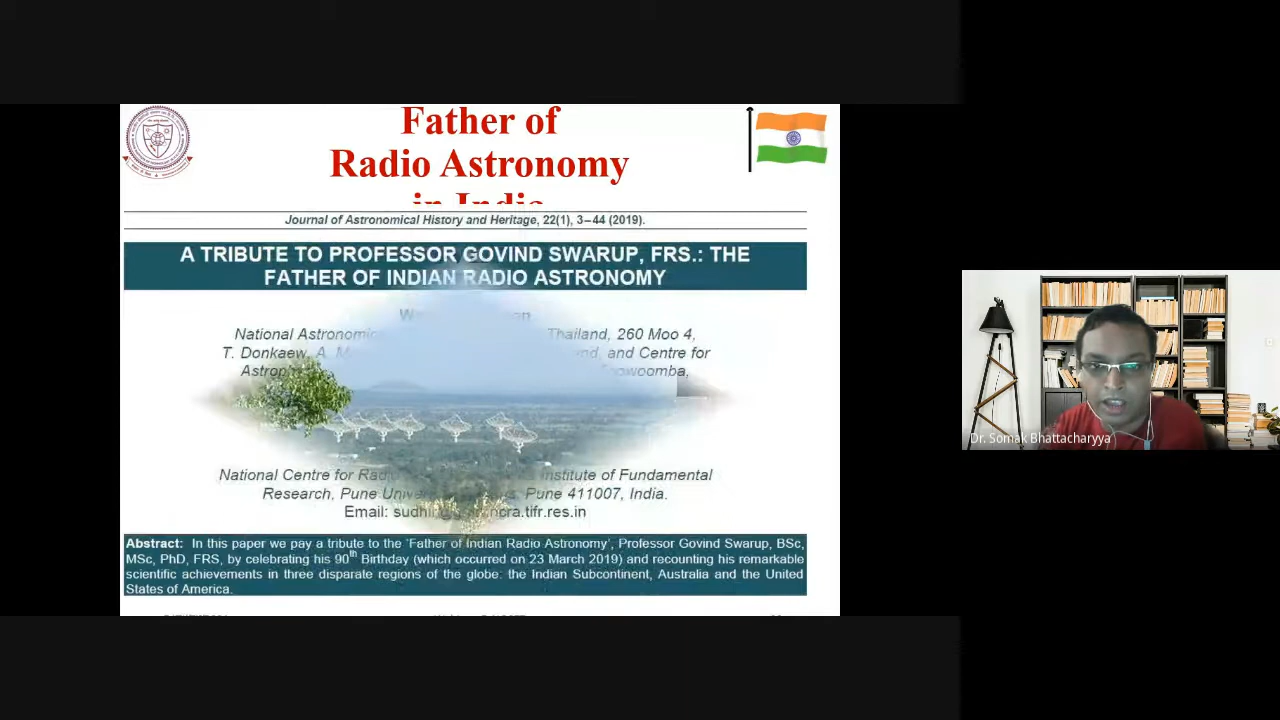 Father of
Radio Astronomy
in India
Journal of Astronomical History and Heritage, 22(1), 3–44 (2019).
A TRIBUTE TO PROFESSOR GOVIND SWARUP, FRS.: THE
FATHER OF INDIAN RADIO ASTRONOMY
National Thailand, 260 Moo 4,
T. Donkaew, A. and Centre for
National Centre for Institute of Fundamental
Research, Pune Pune 411007, India.
Email:
Abstract: In this paper we pay a tribute to the 'Father of Indian Radio Astronomy', Professor Govind Swarup, BSc,
MSc, PhD, FRS, by celebrating his 90th Birthday (which occurred on 23 March 2019) and recounting his remarkable
scientific achievements in three disparate regions of the globe: the Indian Subcontinent, Australia and the United
States of America.
Dr. Somak Bhattacharyya